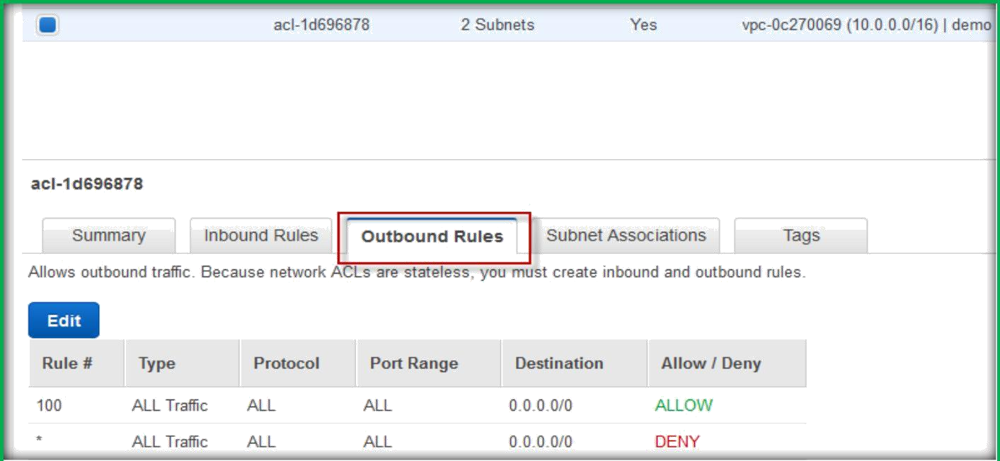 acl-1d696878 2 Subnets Yes vpc-0c270069 (10.0.0.0/16) | demo
acl-1d696878
Summary Inbound Rules Outbound Rules Subnet Associations Tags
Allows outbound traffic. Because network ACLs are stateless, you must create inbound and outbound rules.
Edit
Rule # Type Protocol Port Range Destination Allow / Deny
100 ALL Traffic ALL ALL 0.0.0.0/0 ALLOW
* ALL Traffic ALL ALL 0.0.0.0/0 DENY